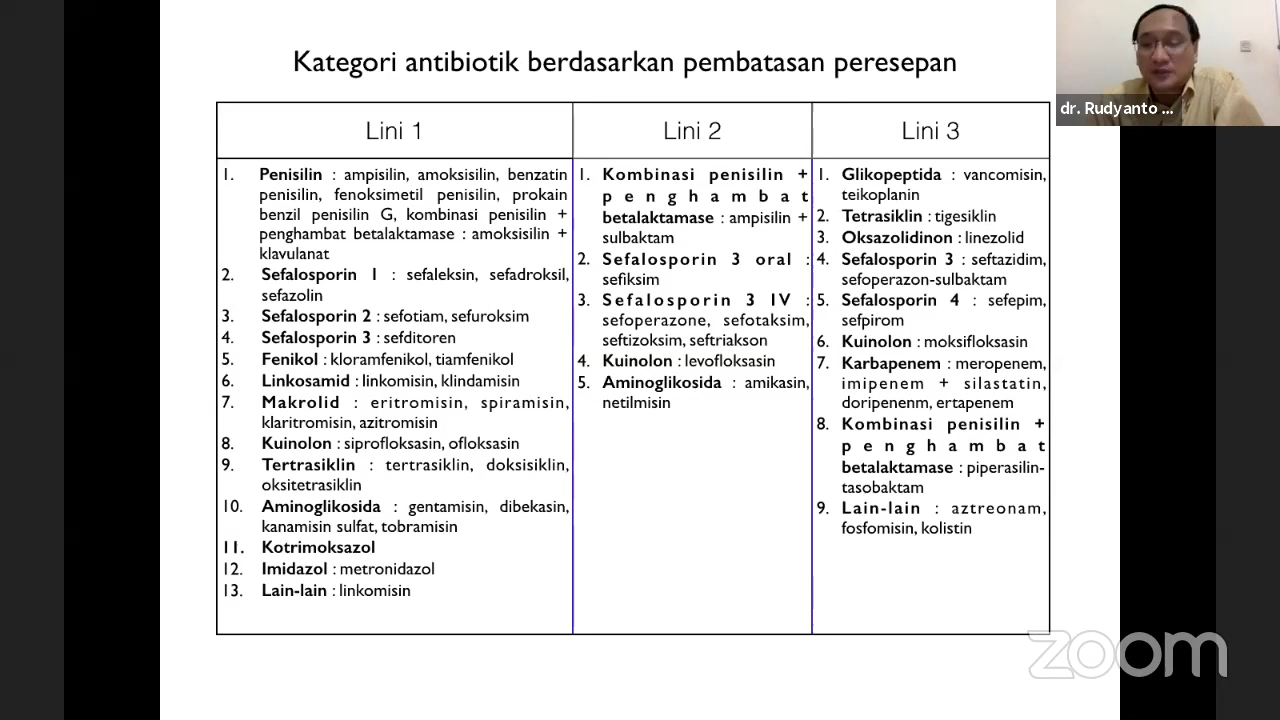 Kategori antibiotik berdasarkan pembatasan peresepan
Lini 1
1. Penisilin : ampisilin, amoksisilin, benzatin
penisilin, fenoksimetil penisilin, prokain
benzil penisilin G, kombinasi penisilin +
penghambat betalaktamase : amoksisilin +
klavulanat
2. Sefalosporin 1 : sefaleksin, sefadroksil,
sefazolin
3. Sefalosporin 2 : sefotiam, sefuroksim
4. Sefalosporin 3 : sefditoren
5. Fenikol : kloramfenikol, tiamfenikol
6. Linkosamid : linkomisin, klindamisin
7. Makrolid : eritromisin, spiramisin,
klaritromisin, azitromisin
8. Kuinolon : siprofloksasin, ofloksasin
9. Tertrasiklin : tertrasiklin, doksisiklin,
oksitetrasiklin
10. Aminoglikosida : gentamisin, dibekasin,
kanamisin sulfat, tobramisin
11. Kotrimoksazol
12. Imidazol : metronidazol
13. Lain-lain : linkomisin
Lini 2
1. Kombinasi penisilin +
penghambat
betalaktamase : ampisilin +
sulbaktam
2. Sefalosporin 3 oral :
sefiksim
3. Sefalosporin 3 IV :
sefoperazone, sefotaksim,
seftizoksim, seftriakson
4. Kuinolon : levofloksasin
5. Aminoglikosida : amikasin,
netilmisin
Lini 3
1. Glikopeptida : vancomisin,
teikoplanin
2. Tetrasiklin : tigesiklin
3. Oksazolidinon : linezolid
4. Sefalosporin 3 : seftazidim,
sefoperazon-sulbaktam
5. Sefalosporin 4 : sefepim,
sefpirom
6. Kuinolon : moksifloksasin
7. Karbapenem : meropenem,
imipenem + silastatin,
doripenenm, ertapenem
8. Kombinasi penisilin +
penghambat
betalaktamase : piperasilin-
tasobaktam
9. Lain-lain : aztreonam,
fosfomisin, kolistin
dr. Rudyanto ...
zoom